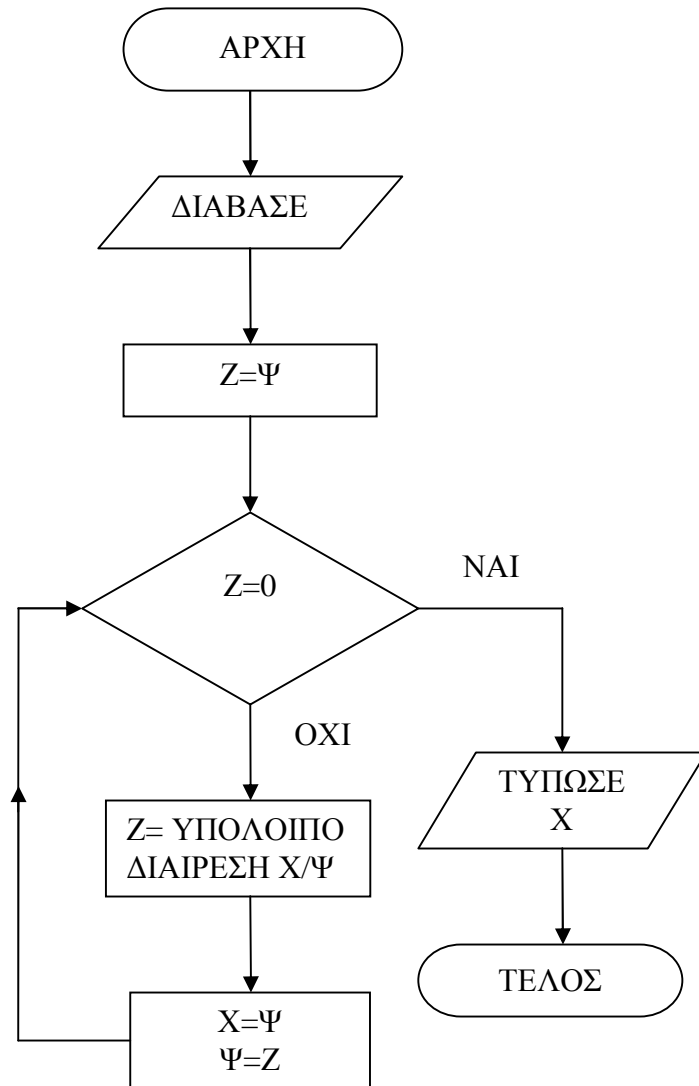 ΑΡΧΗ
ΔΙΑΒΑΣΕ
Ζ=Ψ
Ζ=0
ΝΑΙ
ΟΧΙ
Ζ= ΥΠΟΛΟΙΠΟ
ΔΙΑΙΡΕΣΗ Χ/Ψ
Χ=Ψ
Ψ=Ζ
ΤΥΠΩΣΕ
Χ
ΤΕΛΟΣ